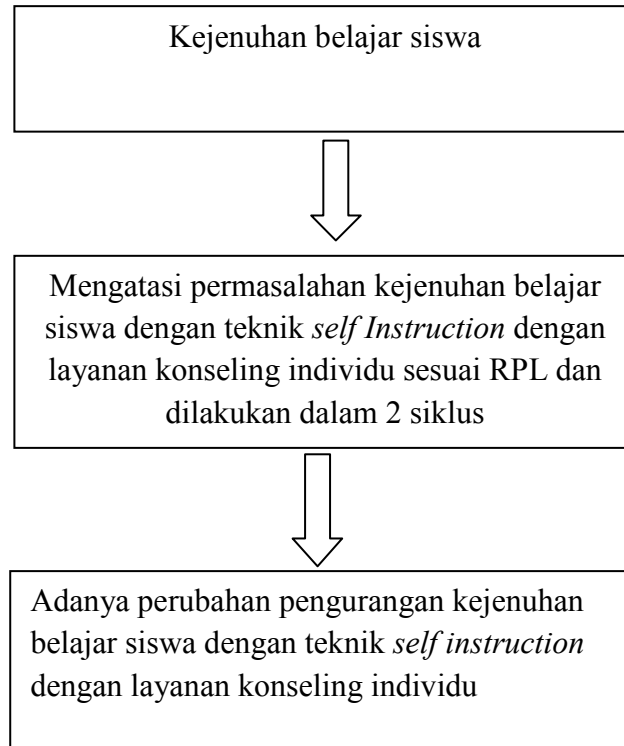 Kejenuhan belajar siswa
Mengatasi permasalahan kejenuhan belajar
siswa dengan teknik self Instruction dengan
layanan konseling individu sesuai RPL dan
dilakukan dalam 2 siklus
Adanya perubahan pengurangan kejenuhan
belajar siswa dengan teknik self instruction
dengan layanan konseling individu